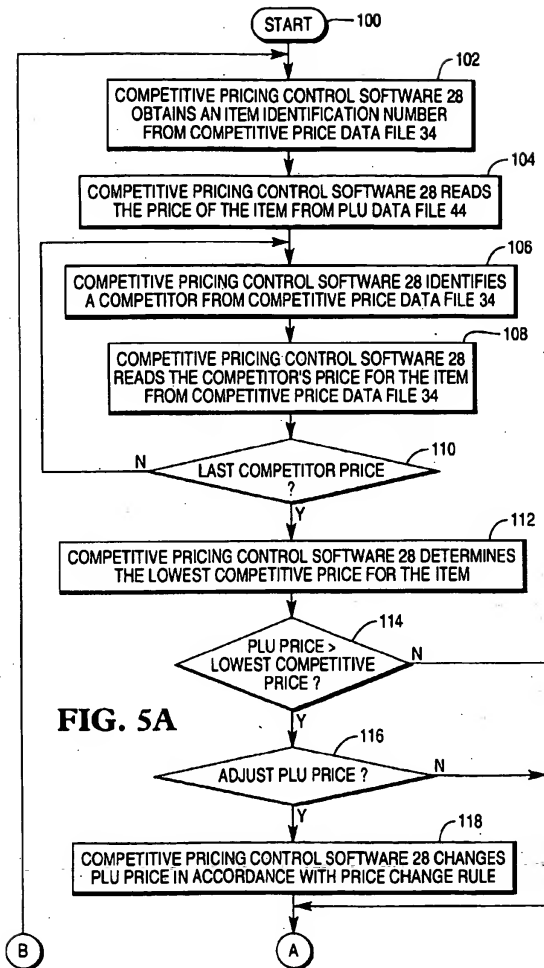 START
100
102
COMPETITIVE PRICING CONTROL SOFTWARE 28
OBTAINS AN ITEM IDENTIFICATION NUMBER
FROM COMPETITIVE PRICE DATA FILE 34
104
COMPETITIVE PRICING CONTROL SOFTWARE 28 READS
THE PRICE OF THE ITEM FROM PLU DATA FILE 44
106
COMPETITIVE PRICING CONTROL SOFTWARE 28 IDENTIFIES
A COMPETITOR FROM COMPETITIVE PRICE DATA FILE 34
108
COMPETITIVE PRICING CONTROL SOFTWARE 28
READS THE COMPETITOR'S PRICE FOR THE ITEM
FROM COMPETITIVE PRICE DATA FILE 34
110
N
LAST COMPETITOR PRICE
?
Y
112
COMPETITIVE PRICING CONTROL SOFTWARE 28 DETERMINES
THE LOWEST COMPETITIVE PRICE FOR THE ITEM
114
PLU PRICE >
LOWEST COMPETITIVE
PRICE ?
N
Y
FIG. 5A
116
ADJUST PLU PRICE ?
N
Y
118
COMPETITIVE PRICING CONTROL SOFTWARE 28 CHANGES
PLU PRICE IN ACCORDANCE WITH PRICE CHANGE RULE
B
A